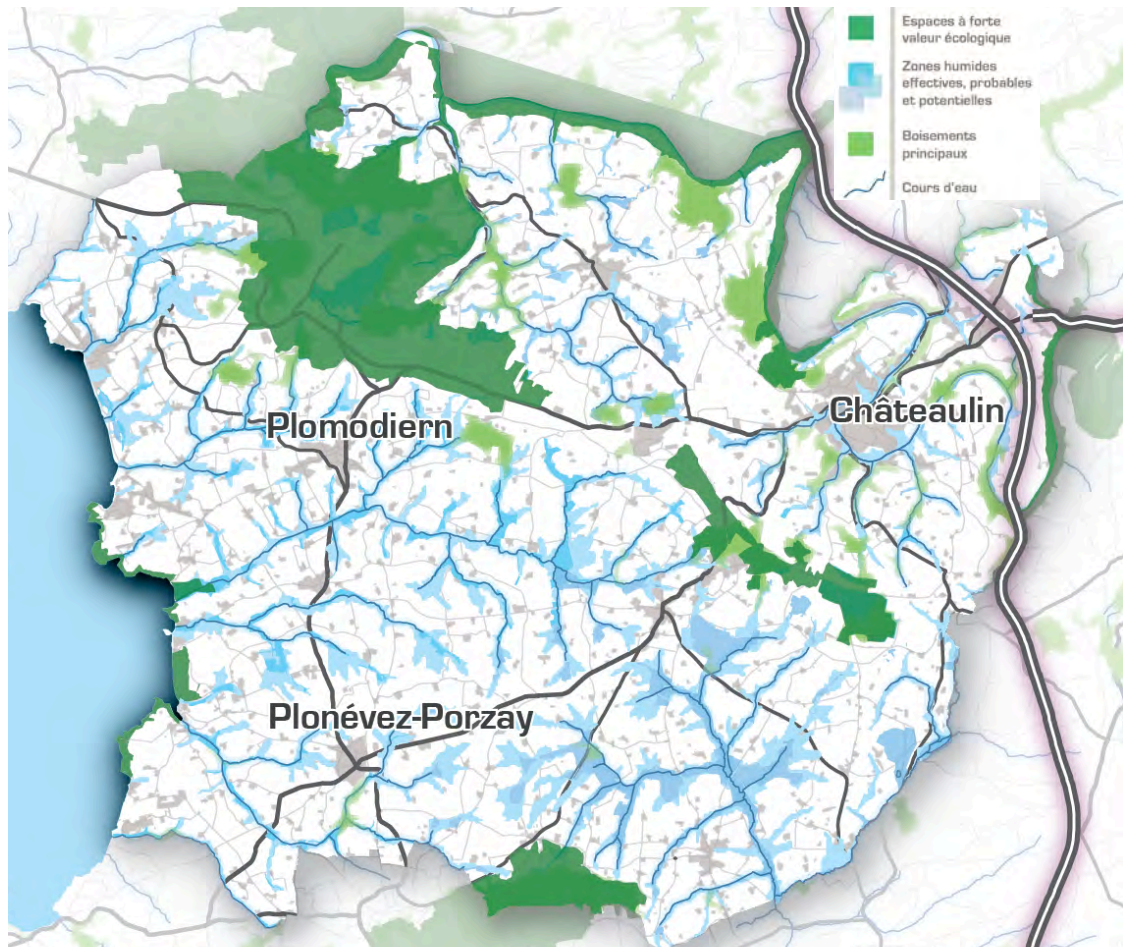 Espaces à forte
valeur écologique
Zones humides
effectives, probables
et potentielles
Boisements
principaux
Cours d'eau
Châteaulin
Plomodiern
Plonévez-Porzay